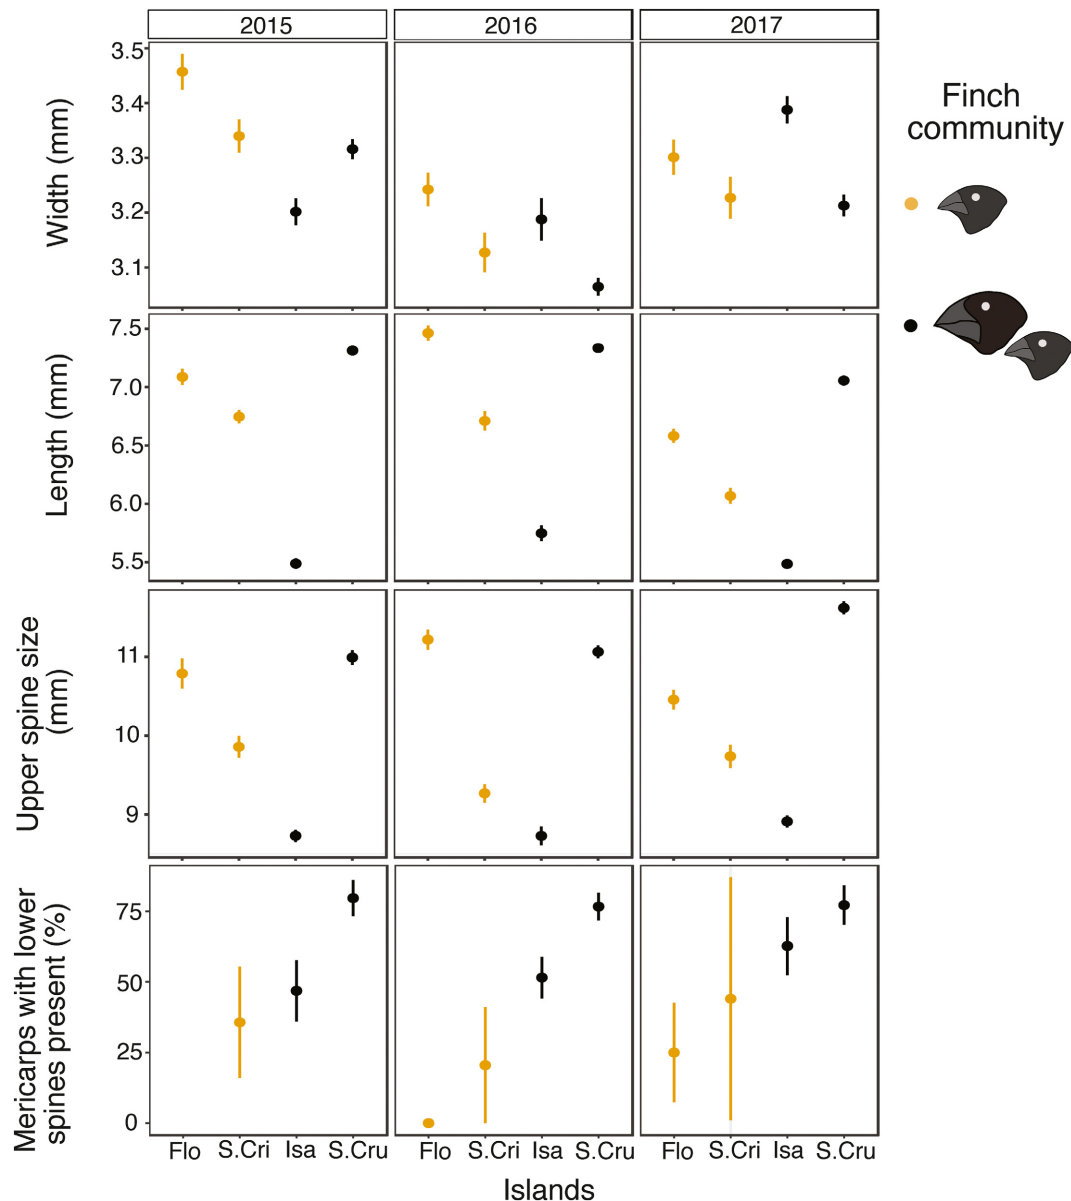 2015 2016 2017
3.5
3.4
3.3
3.2
3.1
Width (mm)
7.5
7.0
6.5
6.0
5.5
Length (mm)
11
10
9
Upper spine size
(mm)
75
50
25
0
Mericarps with lower
spines present (%)
Flo S.Cri Isa S.Cru Flo S.Cri Isa S.Cru Flo S.Cri Isa S.Cru
Islands
Finch
community